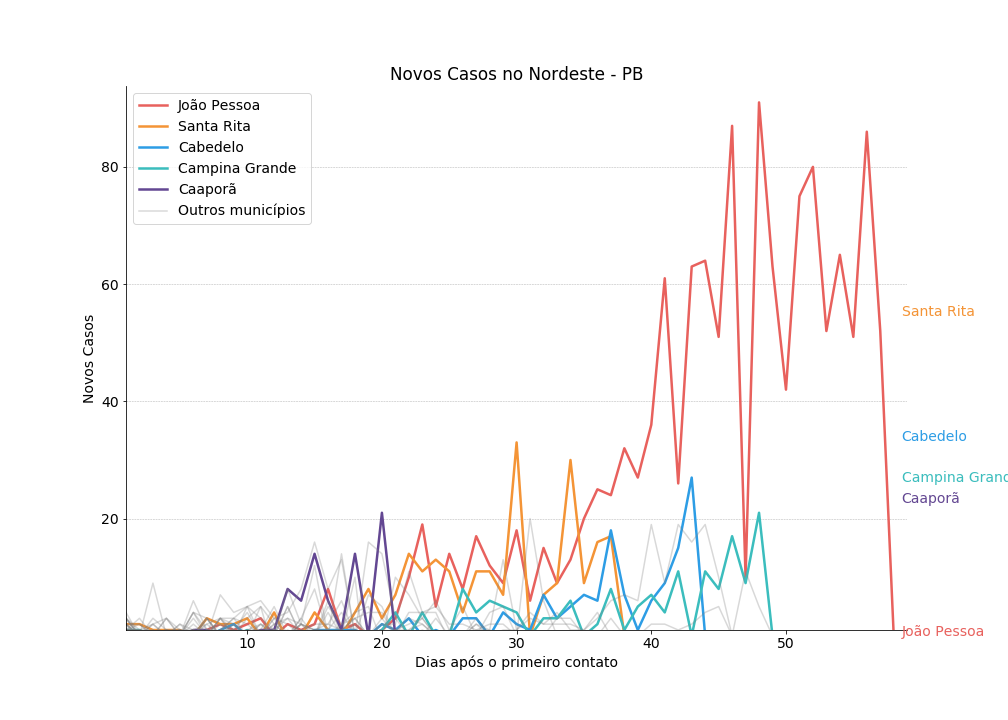 Novos Casos no Nordeste - PB
João Pessoa
Santa Rita
Cabedelo
Campina Grande
Caaporã
Outros municípios
80
60
40
20
Novos Casos
10 20 30 40 50
Dias após o primeiro contato
Santa Rita
Cabedelo
Campina Grand
Caaporã
João Pessoa